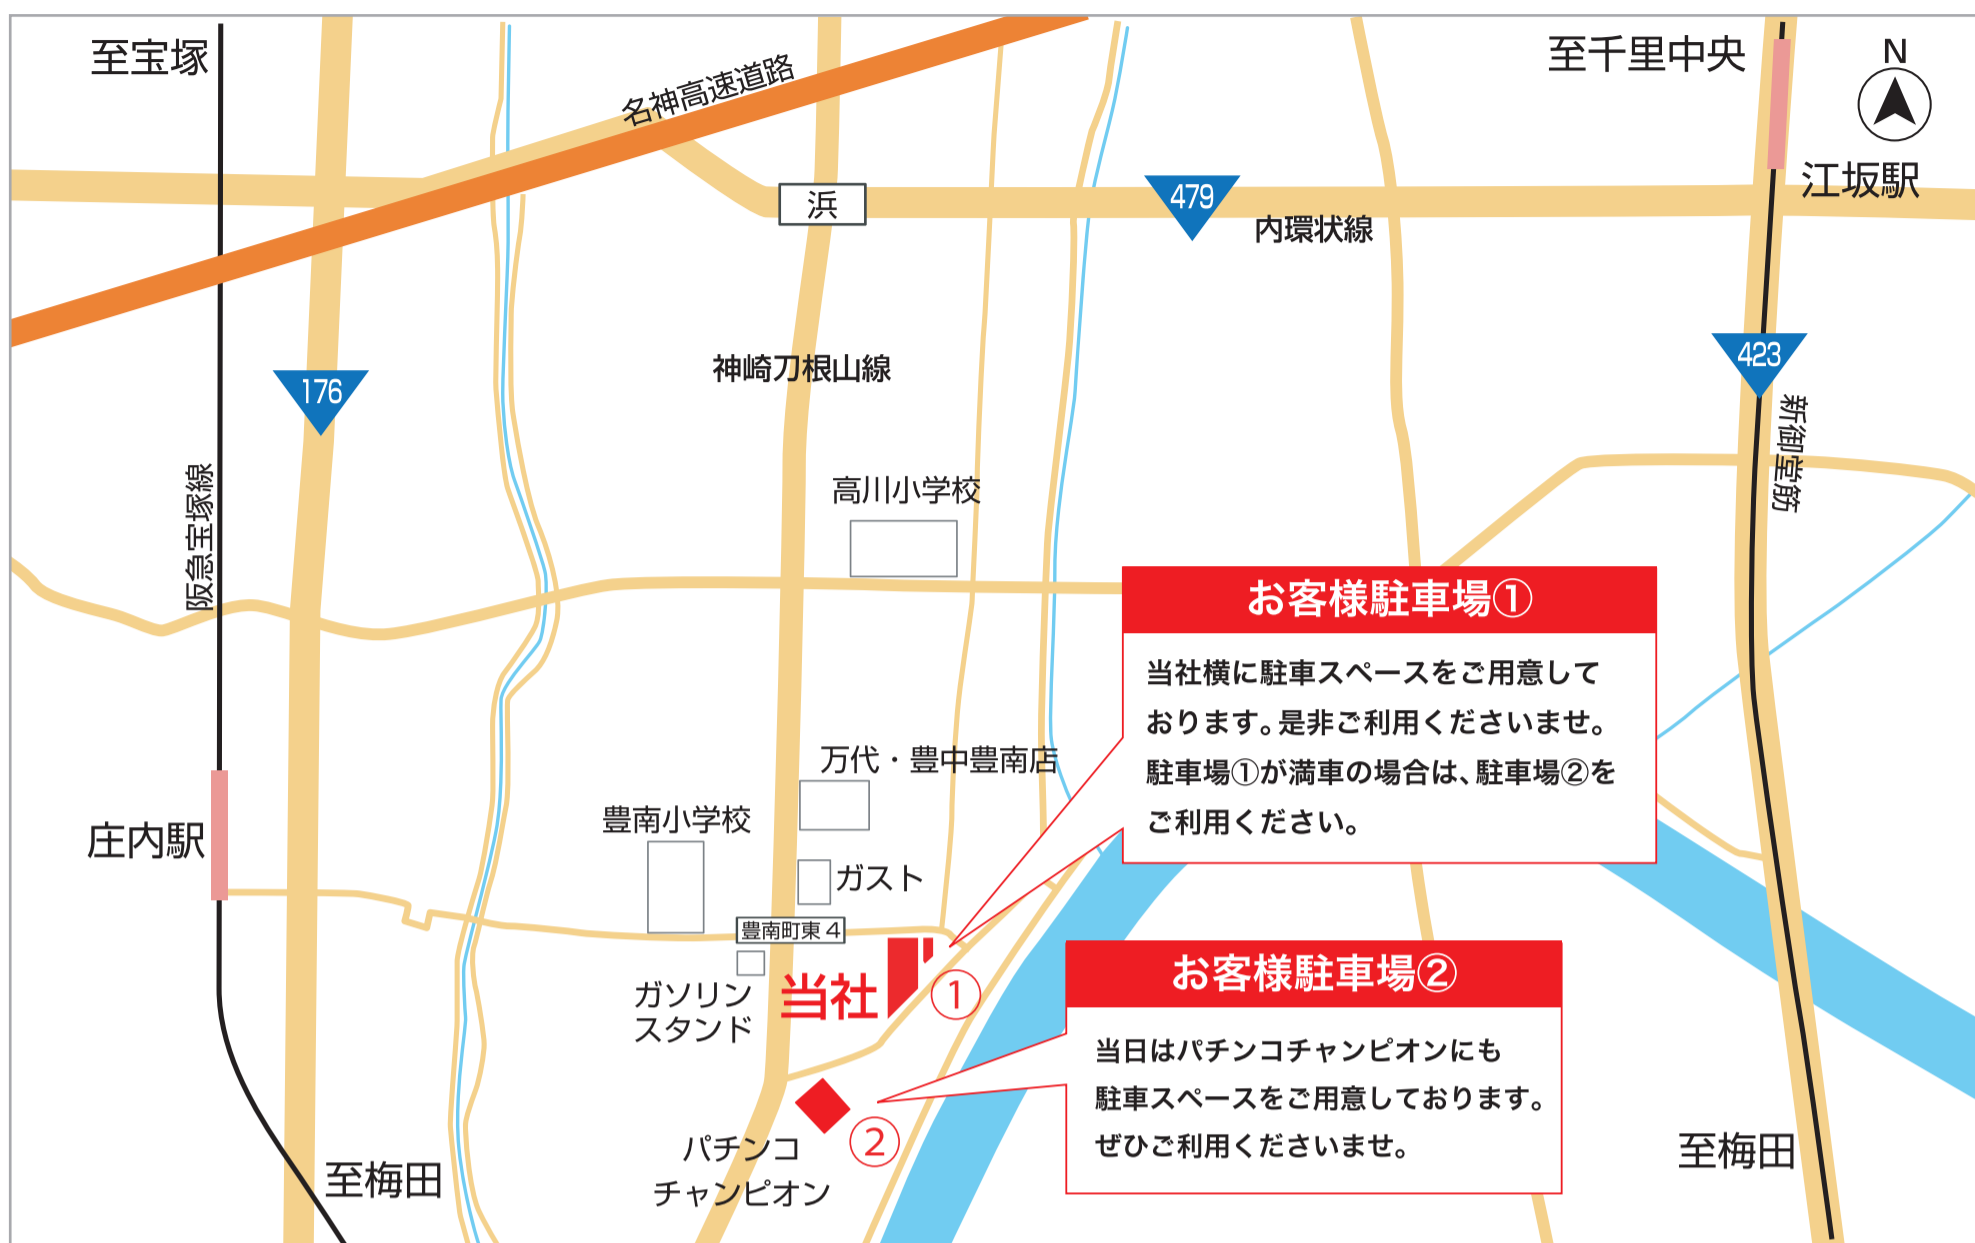 至宝塚
名神高速道路
至千里中央
N
江坂駅
浜
479
内環状線
神崎刀根山線
176
423
新御堂筋
阪急宝塚線
高川小学校
お客様駐車場①
当社横に駐車スペースをご用意して
おります。是非ご利用くださいませ。
駐車場①が満車の場合は、駐車場②を
ご利用ください。
万代・豊中豊南店
豊南小学校
庄内駅
ガスト
豊南町東4
当社
①
ガソリン
スタンド
お客様駐車場②
当日はパチンコチャンピオンにも
駐車スペースをご用意しております。
ぜひご利用くださいませ。
②
パチンコ
チャンピオン
至梅田
至梅田